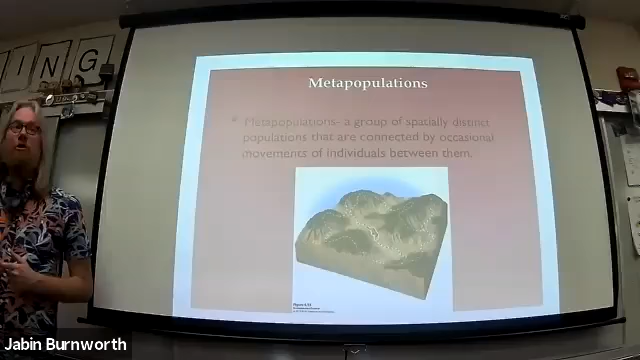 ING
Metapopulations
• Metapopulations- a group of spatially distinct
populations that are connected by occasional
movements of individuals between them.
Jabin Burnworth